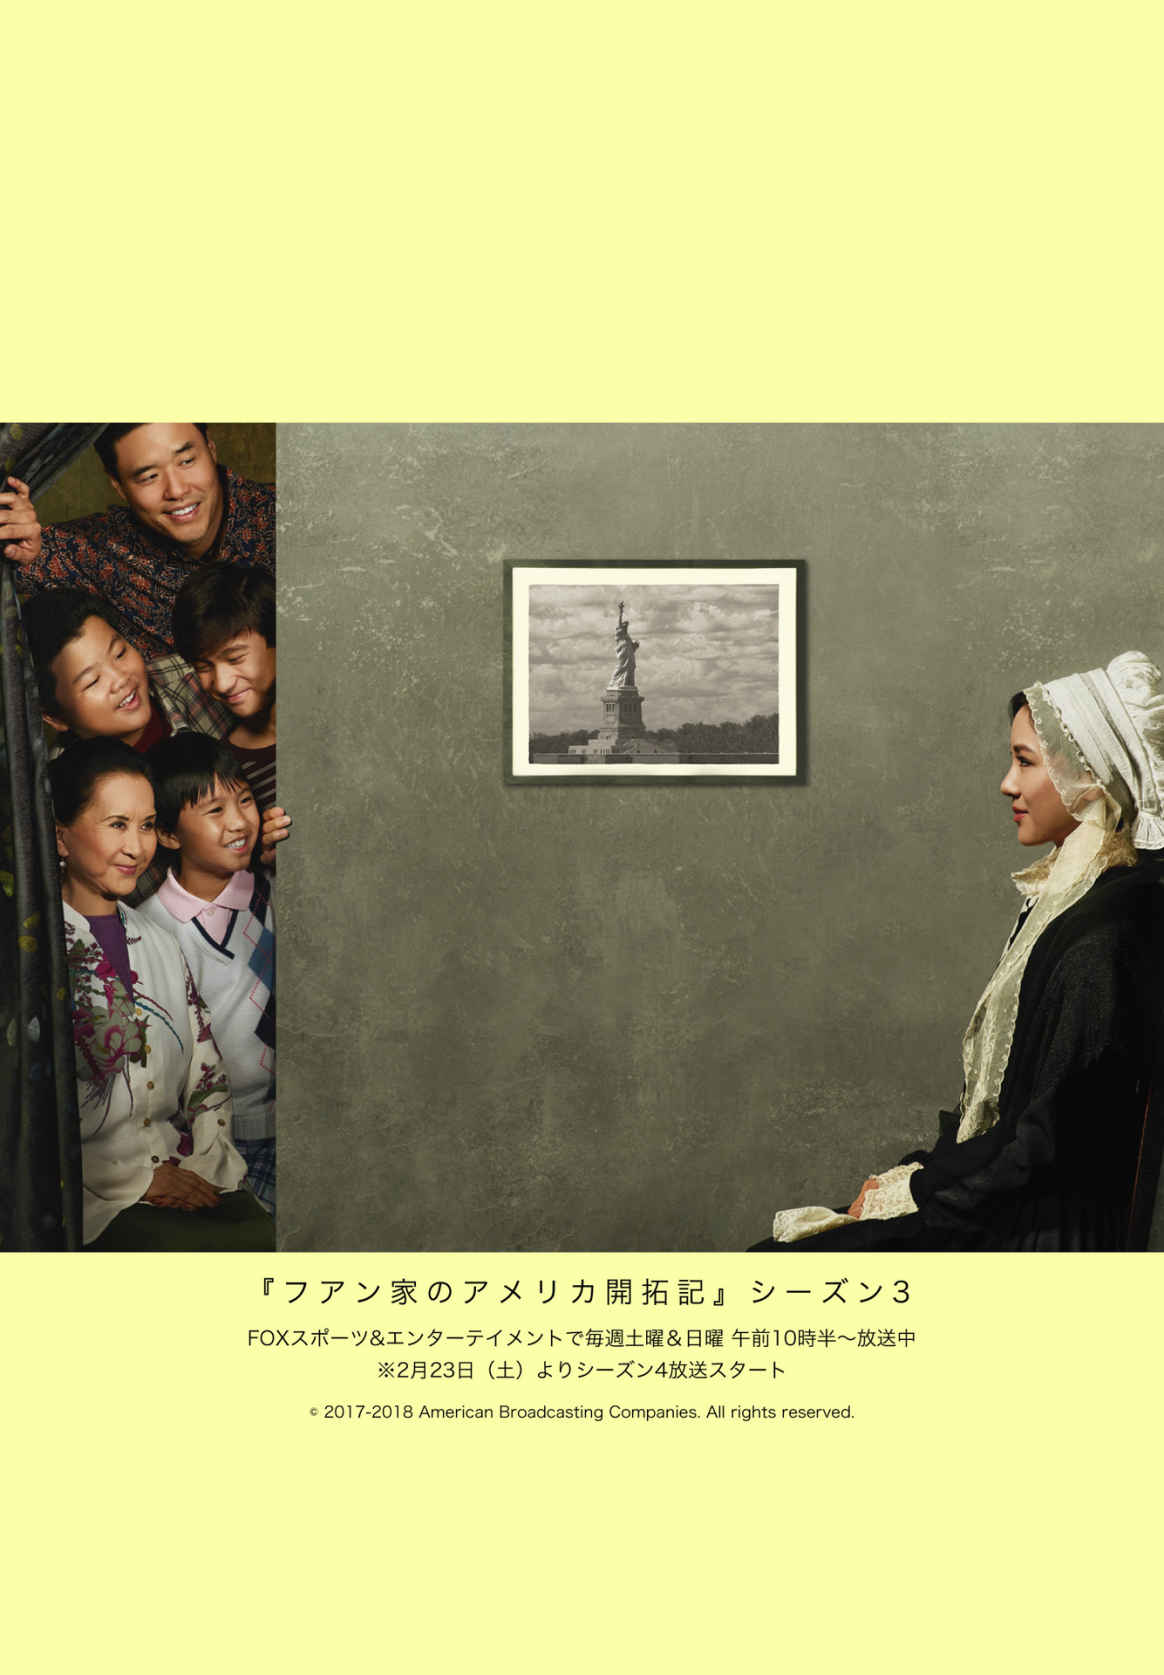 『フアン家のアメリカ開拓記』シーズン3
FOXスポーツ&エンターテイメントで毎週土曜＆日曜 午前10時半〜放送中
※2月23日（土）よりシーズン4放送スタート
© 2017-2018 American Broadcasting Companies. All rights reserved.